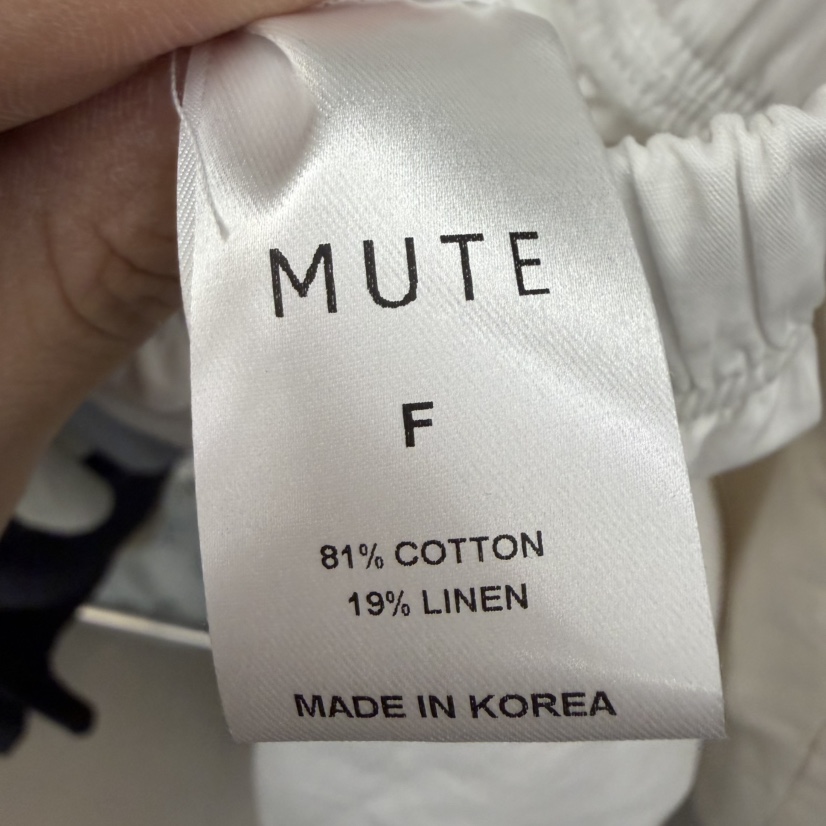 MUTE
F
81% COTTON
19% LINEN
MADE IN KOREA